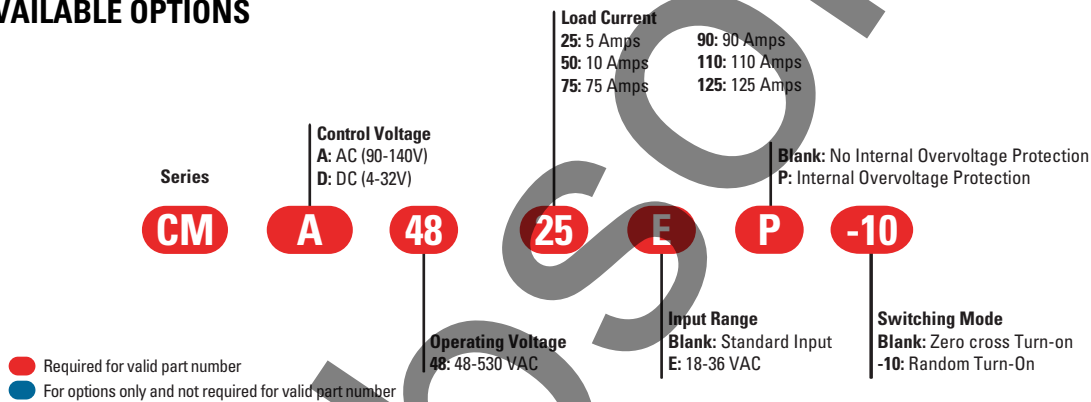 VAILABLE OPTIONS
Load Current
25: 5 Amps
50: 10 Amps
75: 75 Amps
90: 90 Amps
110: 110 Amps
125: 125 Amps
Control Voltage
A: AC (90-140V)
D: DC (4-32V)
Blank: No Internal Overvoltage Protection
P: Internal Overvoltage Protection
Series
CM A 48 25 E P -10
Operating Voltage
48: 48-530 VAC
Input Range
Blank: Standard Input
E: 18-36 VAC
Switching Mode
Blank: Zero cross Turn-on
-10: Random Turn-On
Required for valid part number
For options only and not required for valid part number